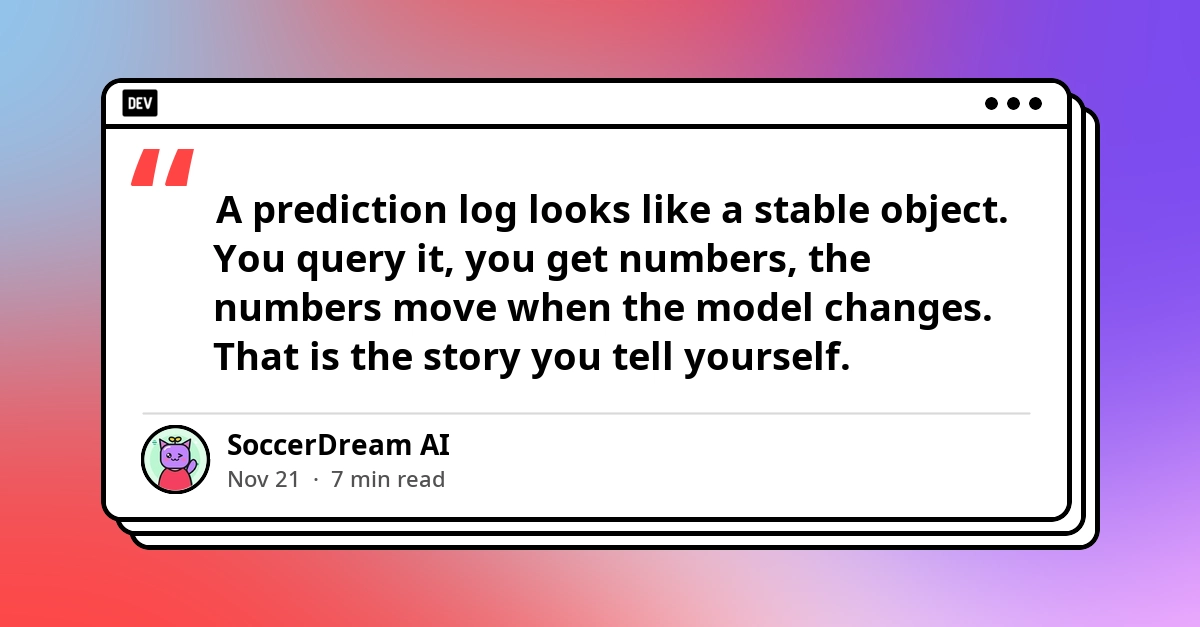 DEV
A prediction log looks like a stable object.
You query it, you get numbers, the
numbers move when the model changes.
That is the story you tell yourself.
SoccerDream AI
Nov 21 · 7 min read